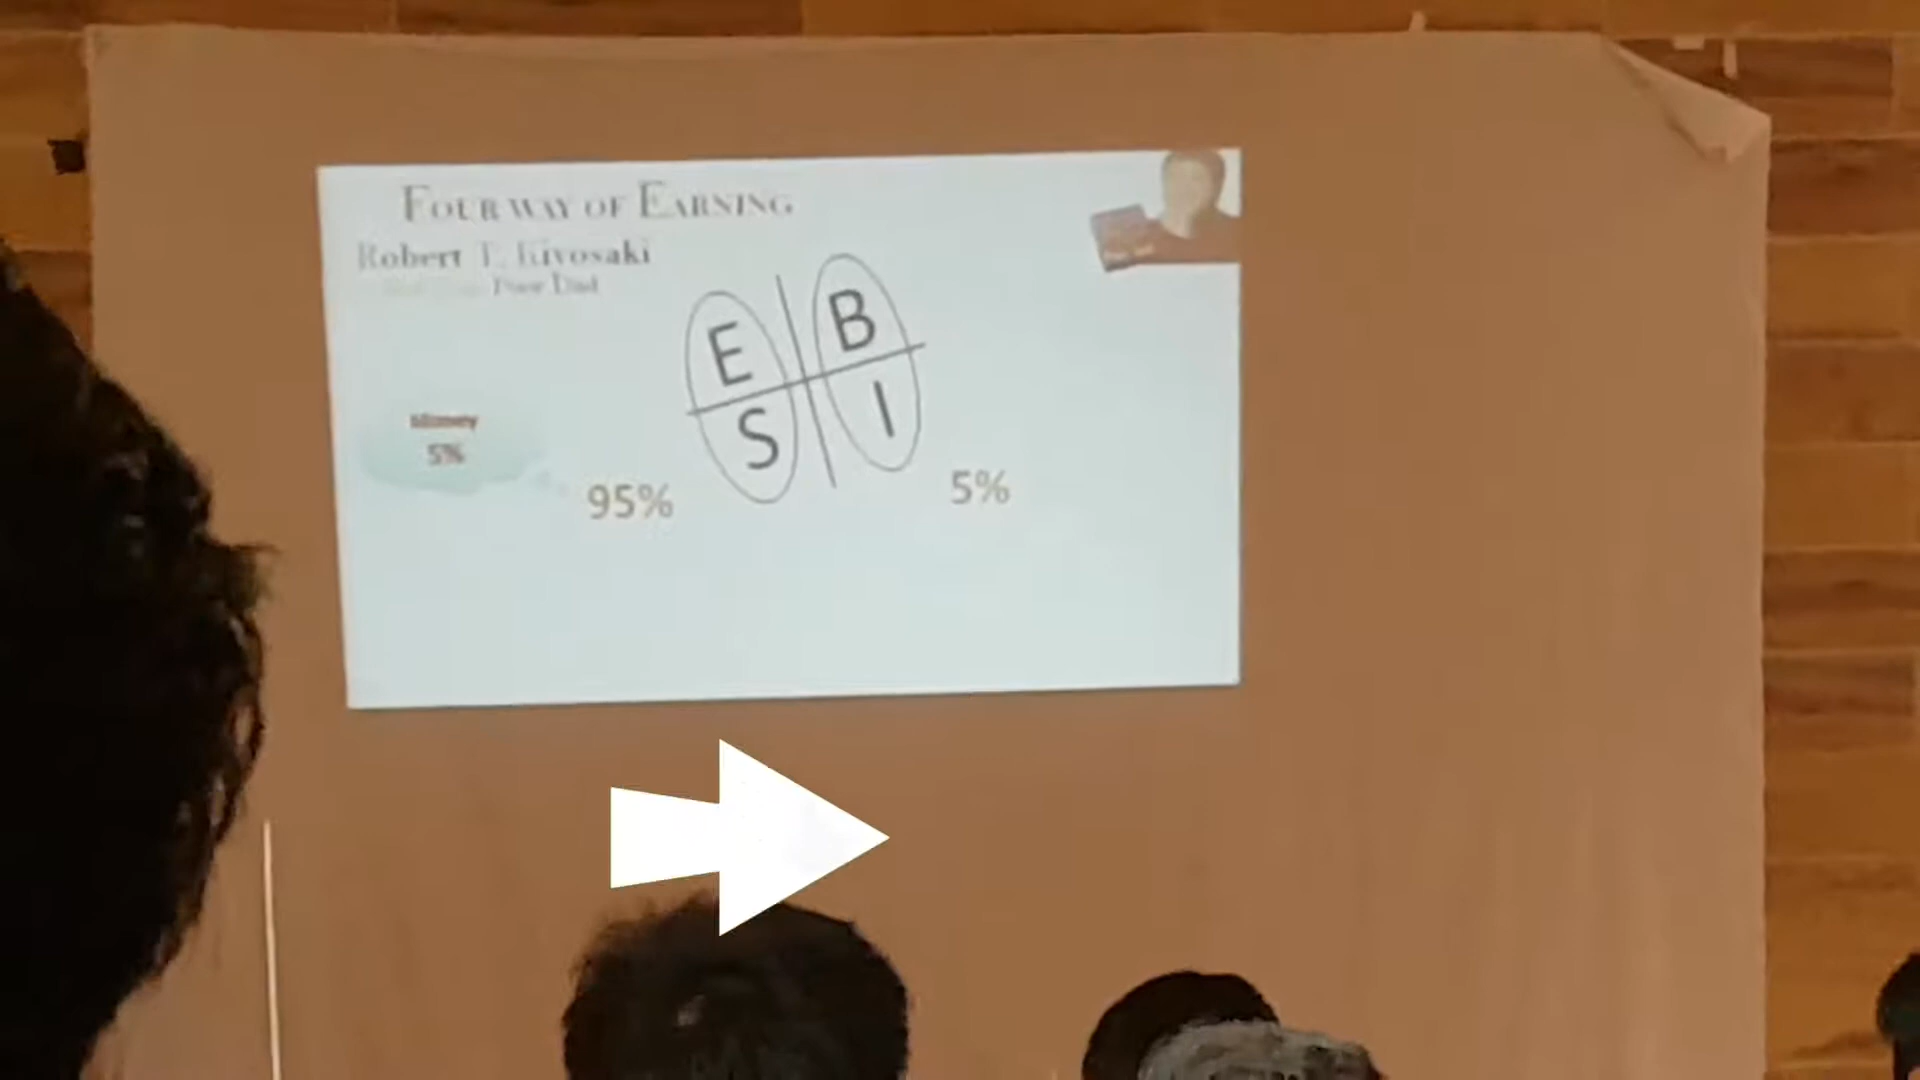 FOUR WAY OF EARNING
Robert T. Kiyosaki
Poor Dad
E
B
S
I
Money
5%
95%
5%